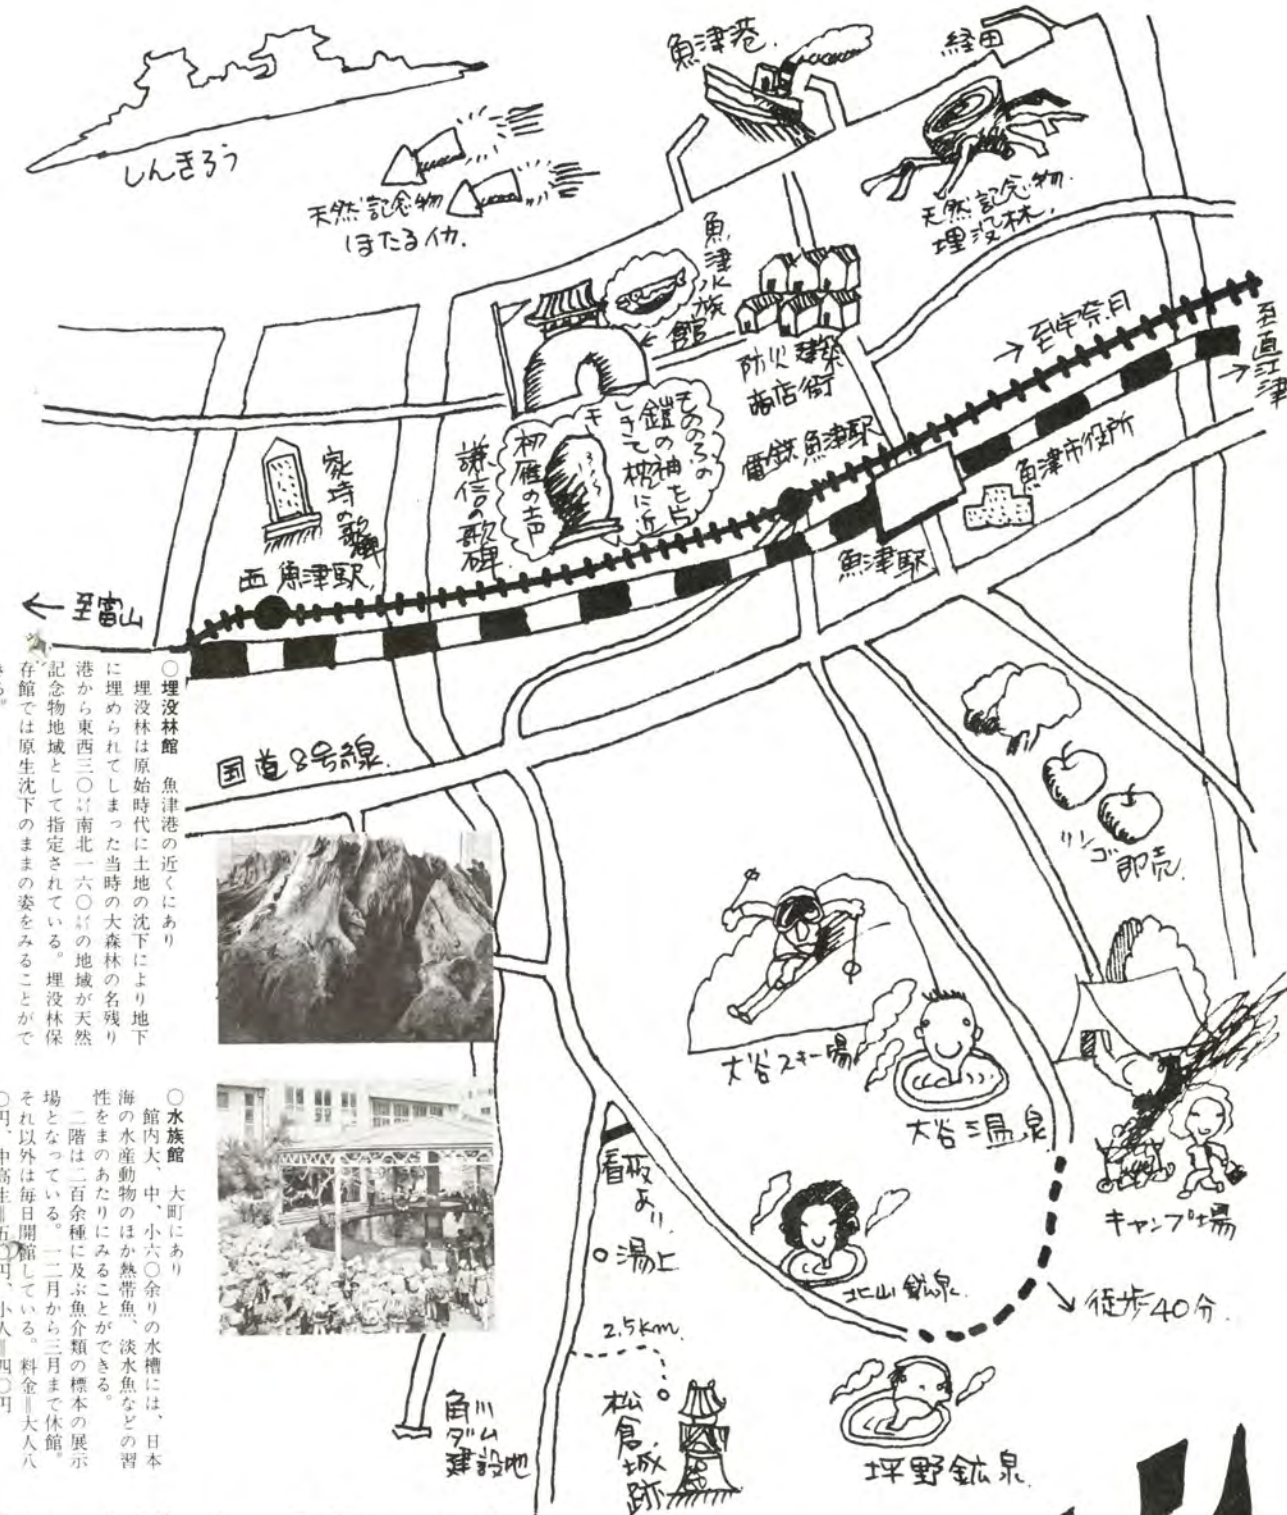 しんきろう
天然記念物
ほたるイカ.
魚津港.
経田
天然記念物.
埋没林.
魚津水族館
防災建築
商店街
→至宇奈月
→至直江津
電鉄魚津駅
魚津市役所
魚津駅
家持の歌碑
西魚津駅.
謙信の歌碑.
もののふの
鎧の袖を片
しきて枕に近
き
初雁の声
←至富山
国道8号線.
リンゴ
即売.
大谷スキー場
大谷温泉
キャンプ場
徒歩40分.
看板あり.
湯上
北山鉱泉.
2.5km.
松倉城跡
坪野鉱泉.
角川
ダム
建設地
○埋没林館 魚津港の近くにあり
埋没林は原始時代に土地の沈下により地下
に埋められてしまった当時の大森林の名残り
港から東西三〇㍍南北一六〇㍍の地域が天然
記念物地域として指定されている。埋没林保
存館では原生沈下のままの姿をみることがで
きる。
○水族館 大町にあり
館内大、中、小六〇余りの水槽には、日本
海の水産動物のほか熱帯魚、淡水魚などの習
性をまのあたりにみることができる。
二階は二百余種に及ぶ魚介類の標本の展示
場となっている。一二月から三月まで休館。
それ以外は毎日開館している。料金＝大人八
〇円、中高生＝五〇円、小人＝四〇円